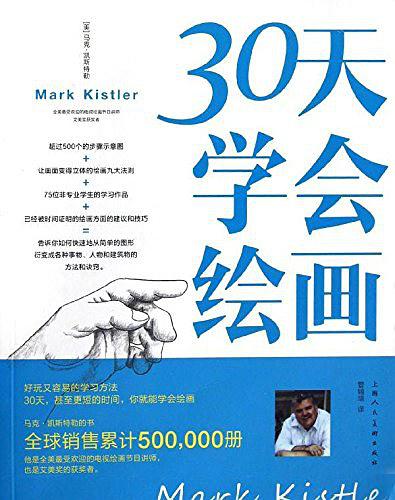 [美]马克·凯斯特勒
Mark Kistler
全美最受欢迎的电视绘画节目讲师
艾美奖获奖者
30天
学会
绘画
超过500个的步骤示意图
+
让画面变得立体的绘画九大法则
+
75位非专业学生的学习作品
+
已经被时间证明的绘画方面的建议和技巧
=
告诉你如何快速地从简单的图形
衍变成各种事物、人物和建筑物的
方法和诀窍。
好玩又容易的学习方法
30天，甚至更短的时间，你就能学会绘画
马克·凯斯特勒的书
全球销售累计500,000册
他是全美最受欢迎的电视绘画节目讲师，
也是艾美奖的获奖者。
译
上海人民美术出版社
Mark Kistle